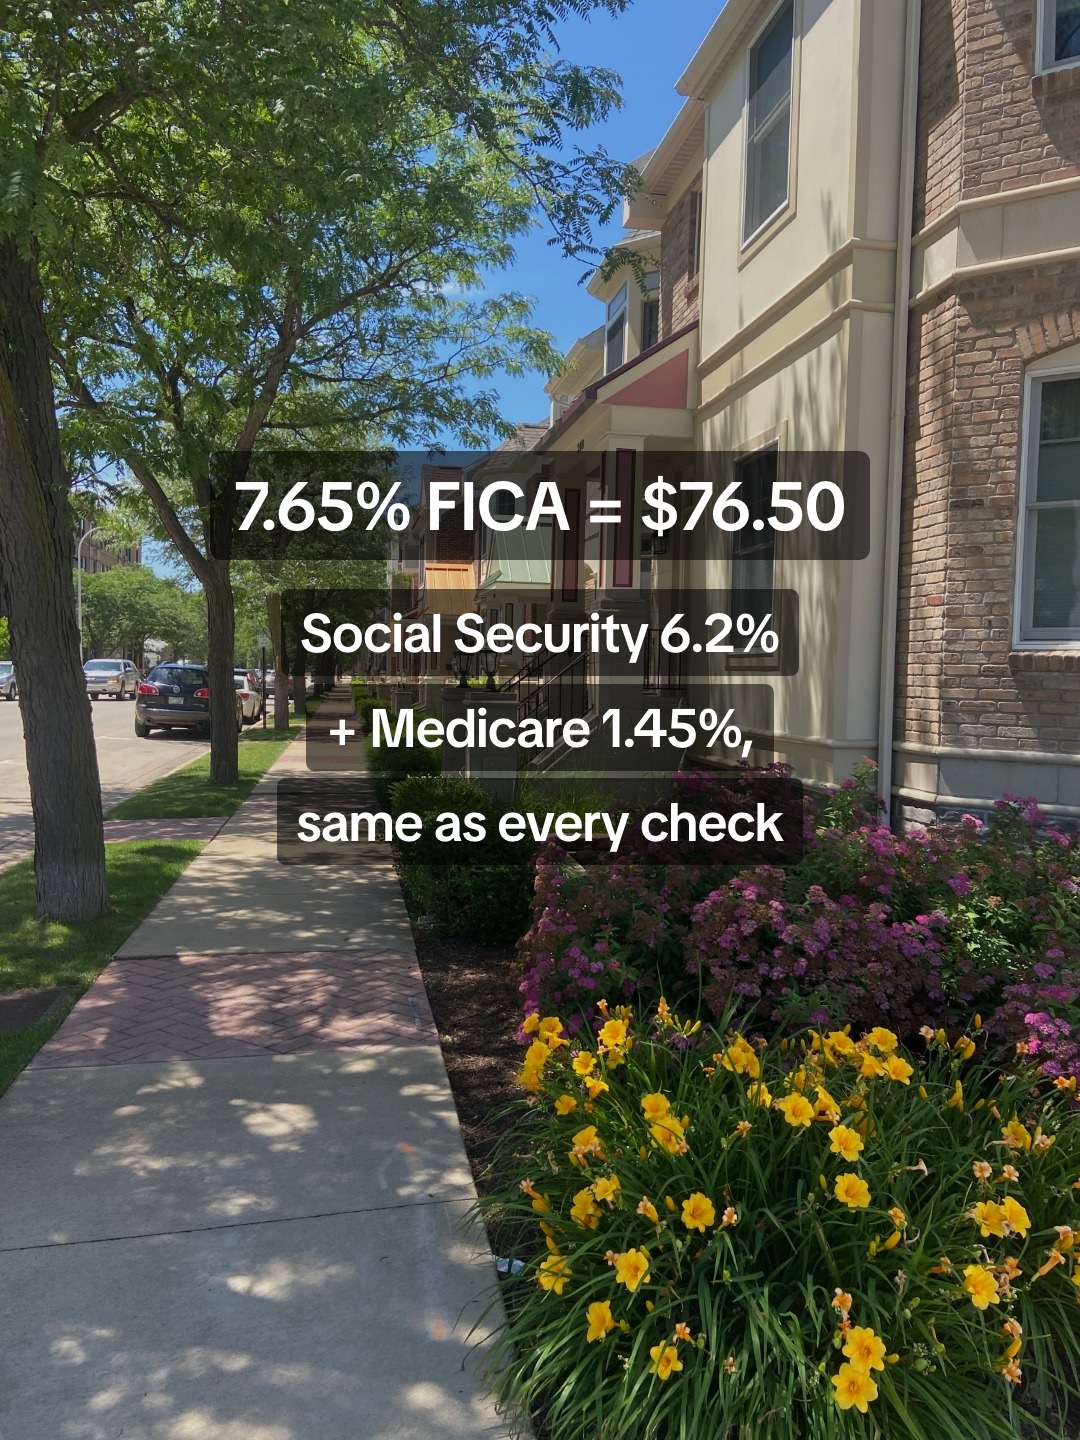 7.65% FICA = $76.50
Social Security 6.2%
+ Medicare 1.45%,
same as every check